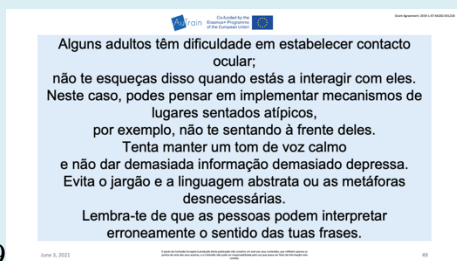 AuTrain
Co-funded by the
Erasmus+ Programme
of the European Union
Alguns adultos têm dificuldade em estabelecer contacto
ocular;
não te esqueças disso quando estás a interagir com eles.
Neste caso, podes pensar em implementar mecanismos de
lugares sentados atípicos,
por exemplo, não te sentando à frente deles.
Tenta manter um tom de voz calmo
e não dar demasiada informação demasiado depressa.
Evita o jargão e a linguagem abstrata ou as metáforas
desnecessárias.
Lembra-te de que as pessoas podem interpretar
erroneamente o sentido das tuas frases.
June 3, 2021